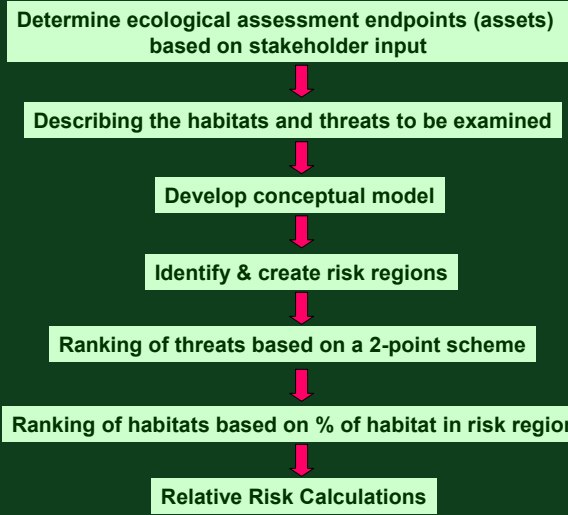 Determine ecological assessment endpoints (assets)
based on stakeholder input
Describing the habitats and threats to be examined
Develop conceptual model
Identify & create risk regions
Ranking of threats based on a 2-point scheme
Ranking of habitats based on % of habitat in risk region
Relative Risk Calculations